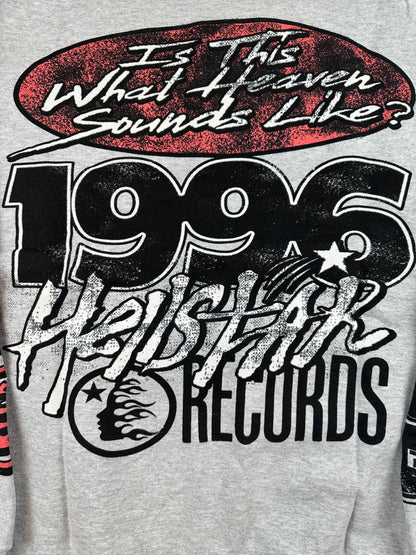 Is This
What Heaven
Sounds Like?
1996
Hellstar
RECORDS